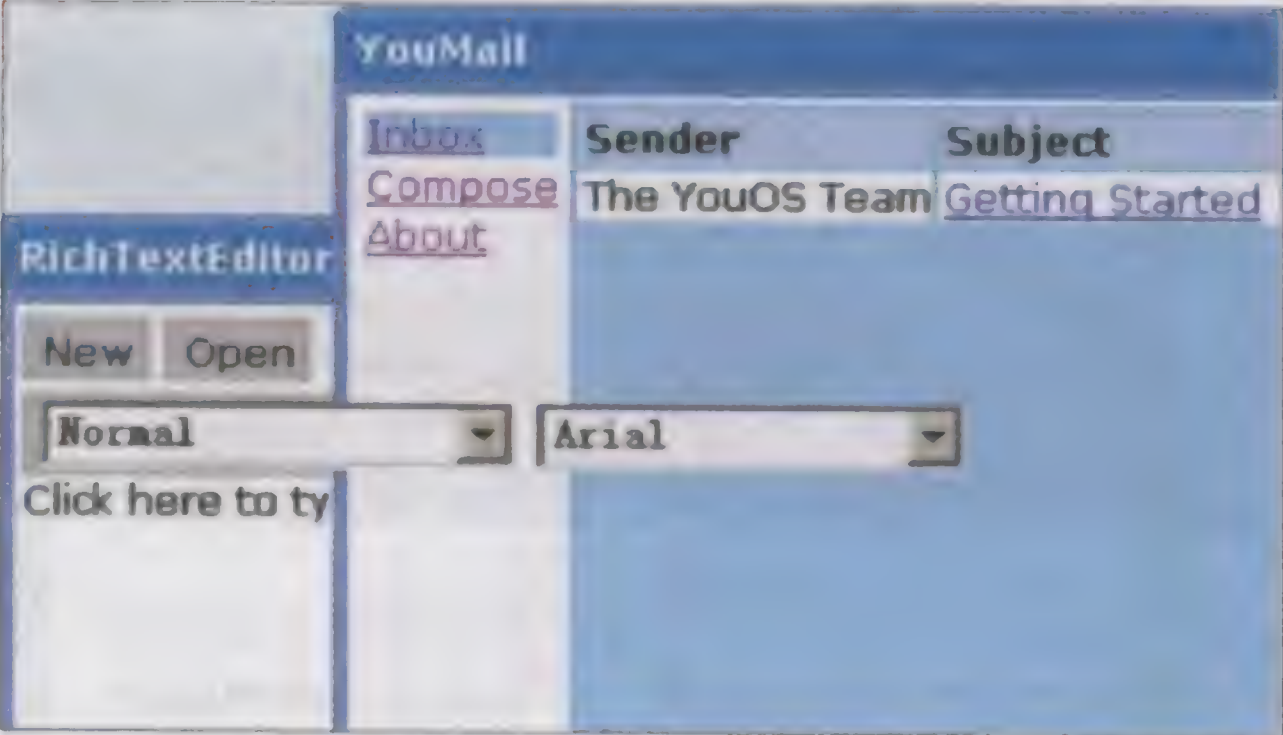 YouMail
Inbox Sender Subject
Compose The YouOS Team Getting Started
About
RichTextEditor
New Open
Normal Arial
Click here to ty